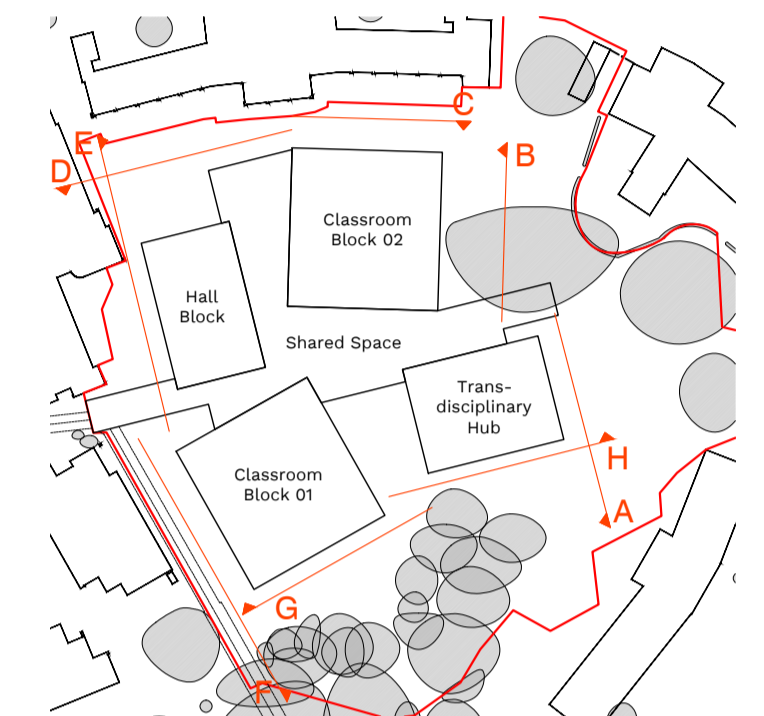 C
E
B
D
Classroom
Block 02
Hall
Block
Shared Space
Trans-
disciplinary
Hub
H
Classroom
Block 01
A
G
F